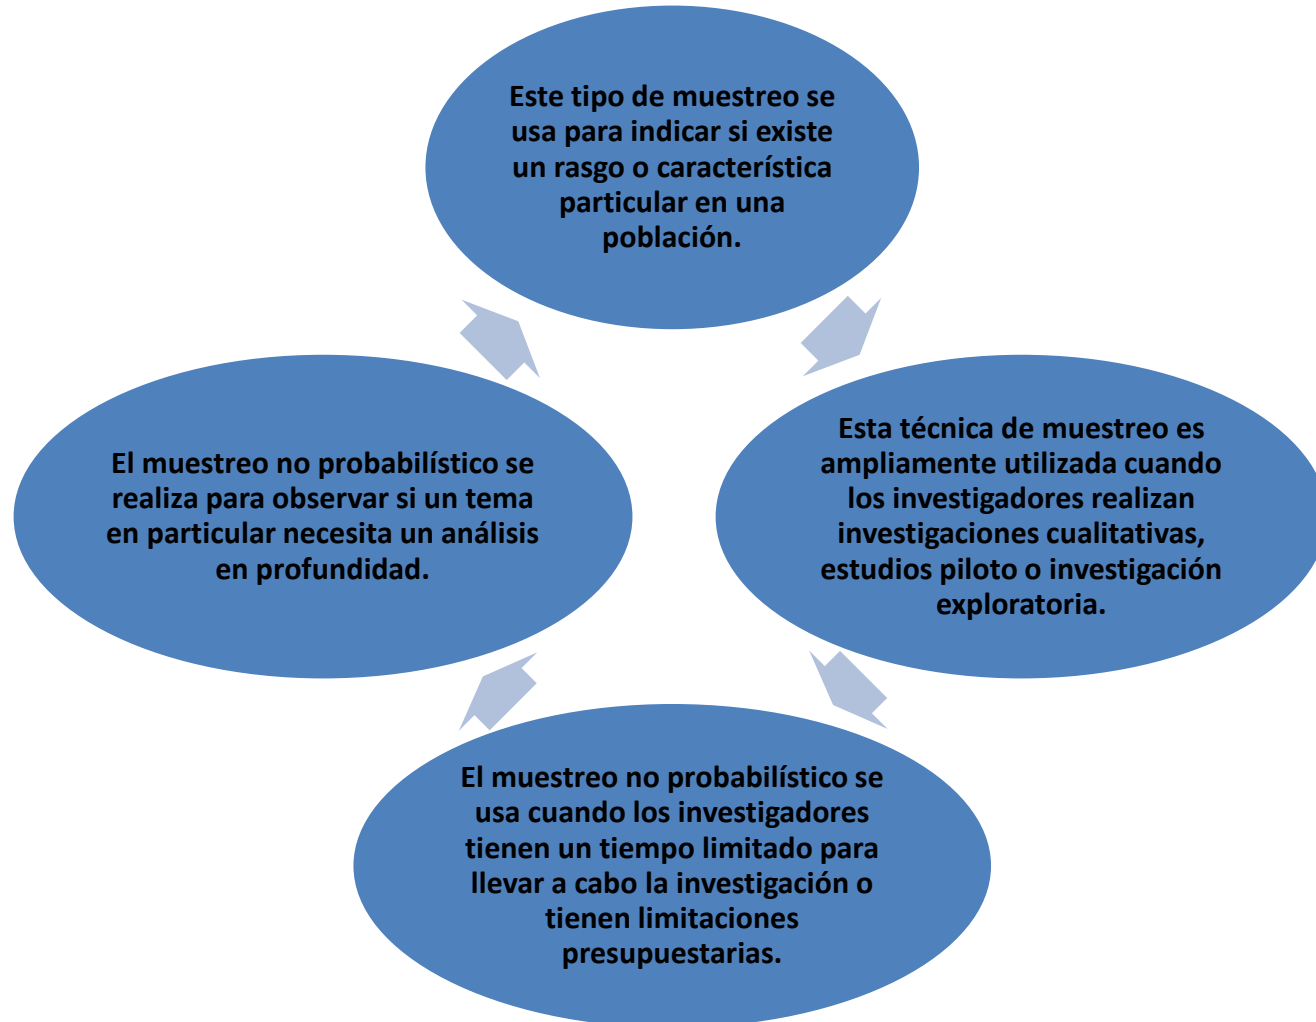 Este tipo de muestreo se
usa para indicar si existe
un rasgo o característica
particular en una
población.
Esta técnica de muestreo es
ampliamente utilizada cuando
los investigadores realizan
investigaciones cualitativas,
estudios piloto o investigación
exploratoria.
El muestreo no probabilístico se
usa cuando los investigadores
tienen un tiempo limitado para
llevar a cabo la investigación o
tienen limitaciones
presupuestarias.
El muestreo no probabilístico se
realiza para observar si un tema
en particular necesita un análisis
en profundidad.